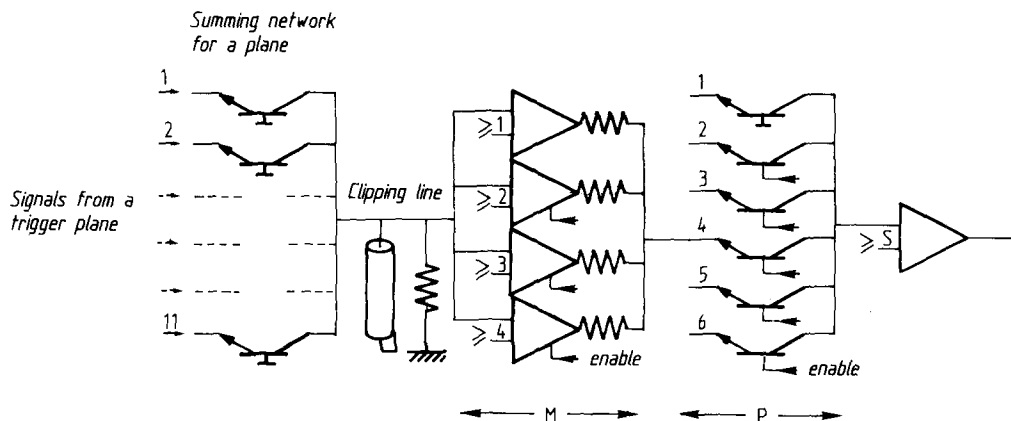 Summing network
for a plane
1
2
Signals from a
trigger plane
11
Clipping line
≥1
≥2
≥3
≥4
enable
1
2
3
4
5
6
enable
≥S
M
P